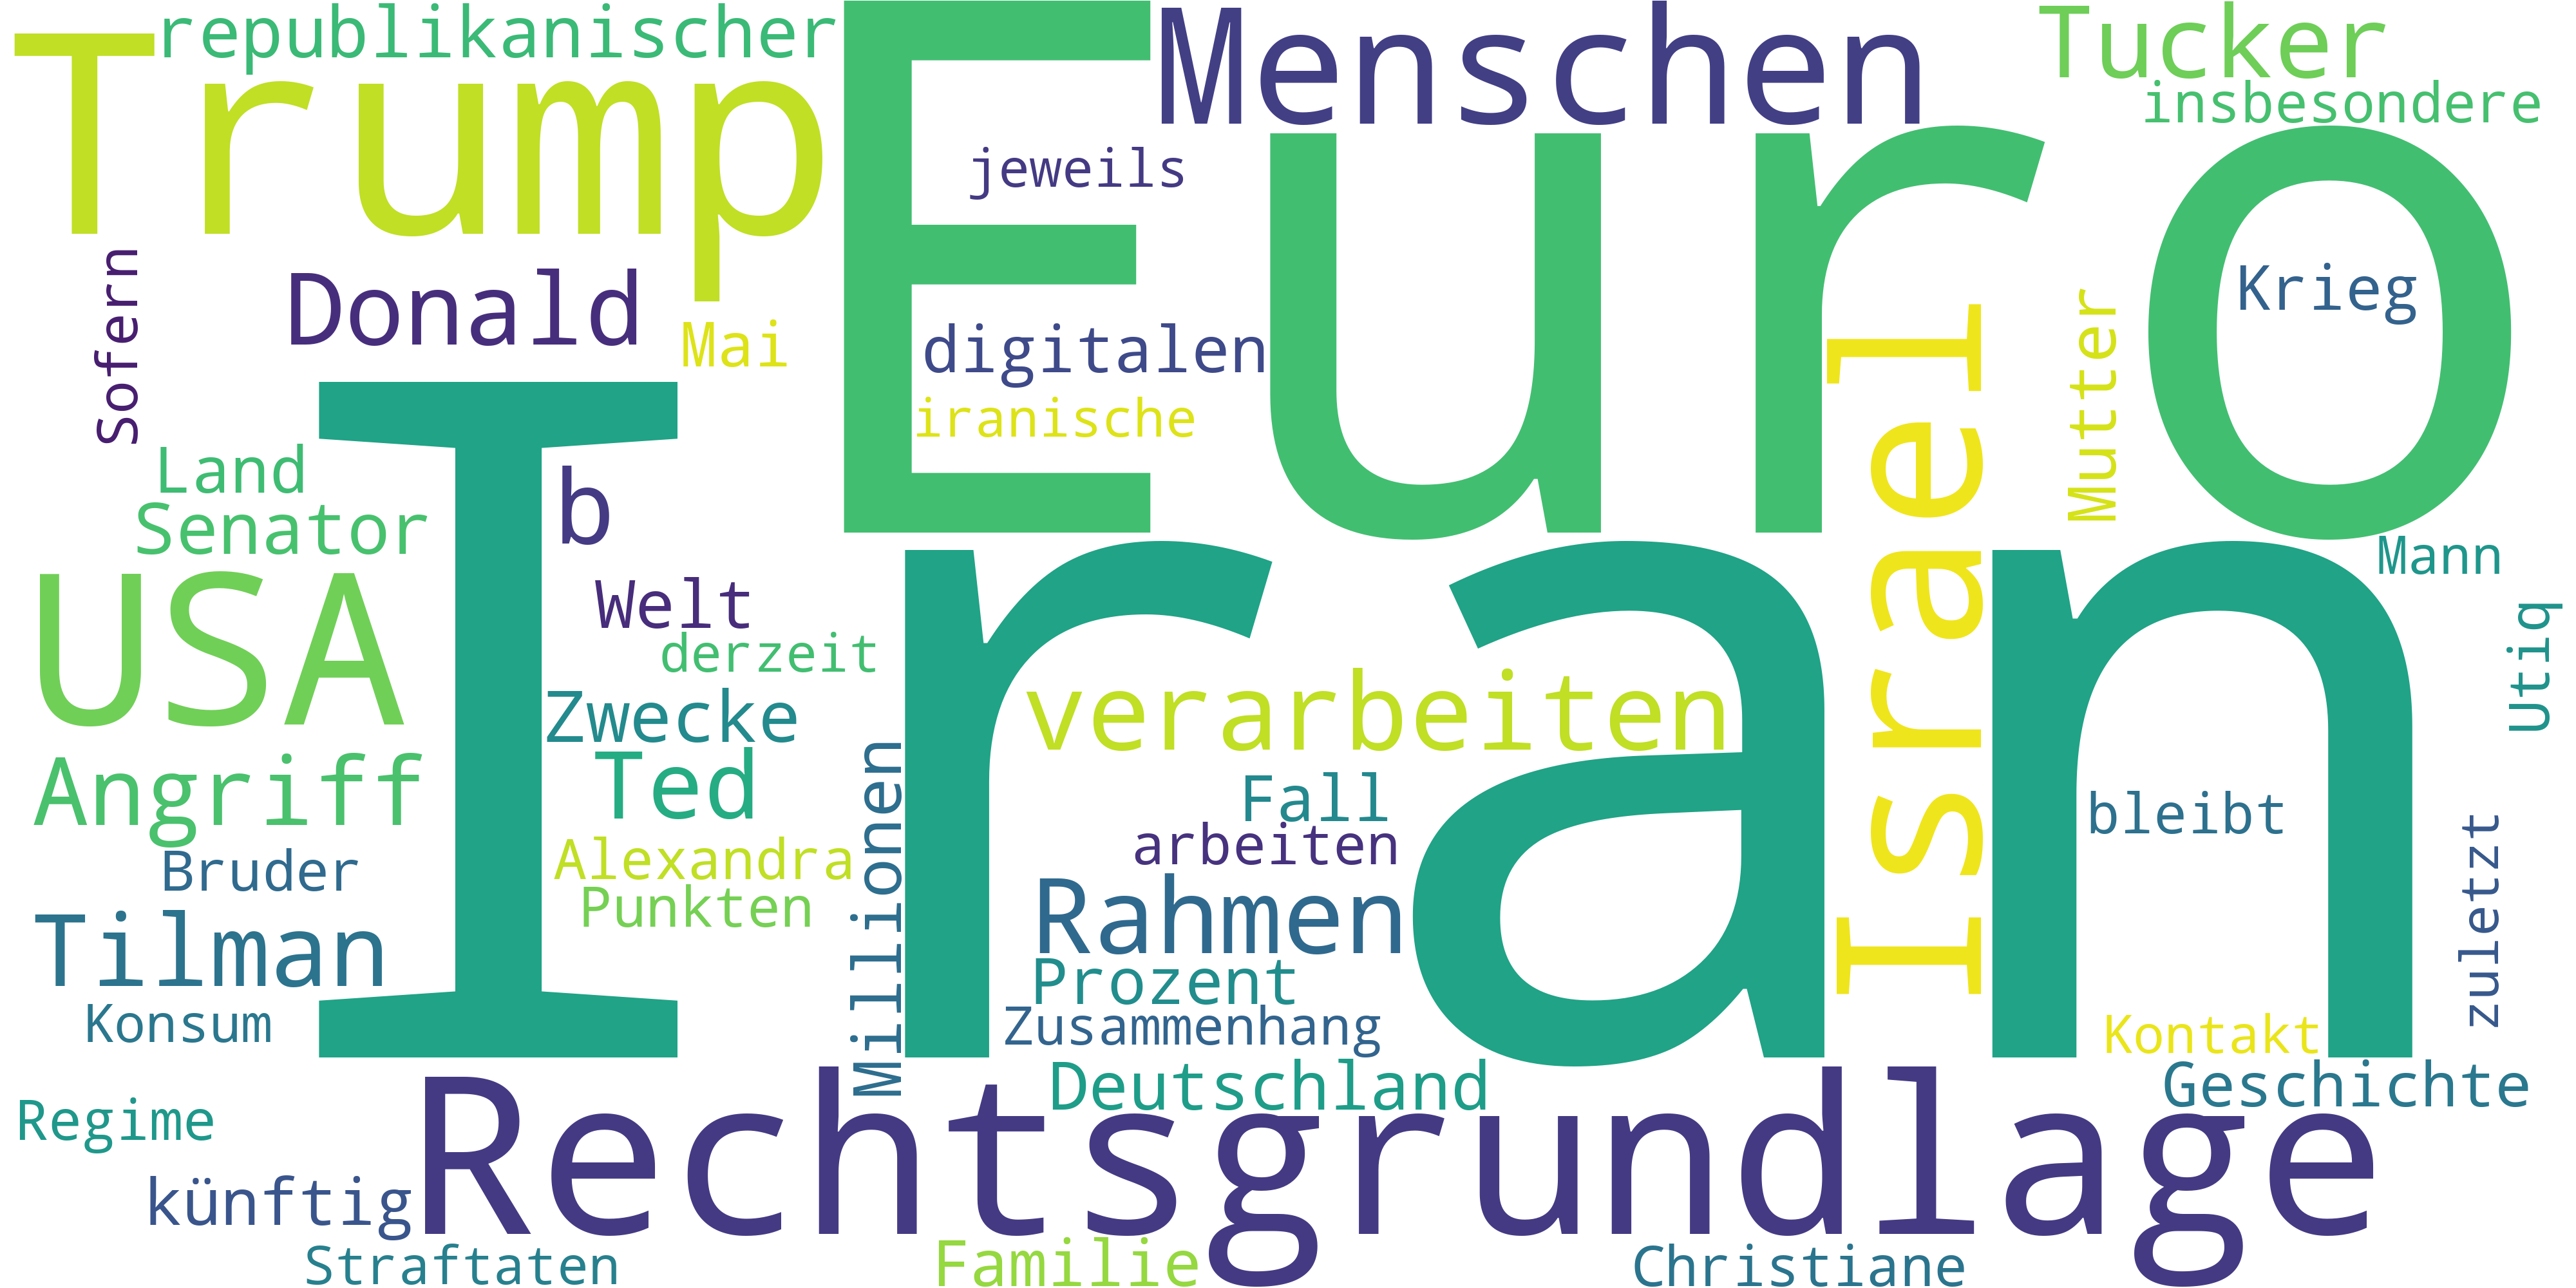 republikanischer
Trump
Euro
Menschen
Tucker
insbesondere
jeweils
Sofern
Donald
Mai
digitalen
iranische
Krieg
Mutter
Israel
Iran
Land
Senator
b
USA
Welt
derzeit
Mann
Utiq
Zwecke
verarbeiten
Angriff
Ted
Millionen
Fall
bleibt
arbeiten
Alexandra
Bruder
Punkten
Tilman
Rahmen
zuletzt
Prozent
Konsum
Zusammenhang
Kontakt
Deutschland
Geschichte
Regime
Rechtsgrundlage
künftig
Straftaten
Familie
Christiane